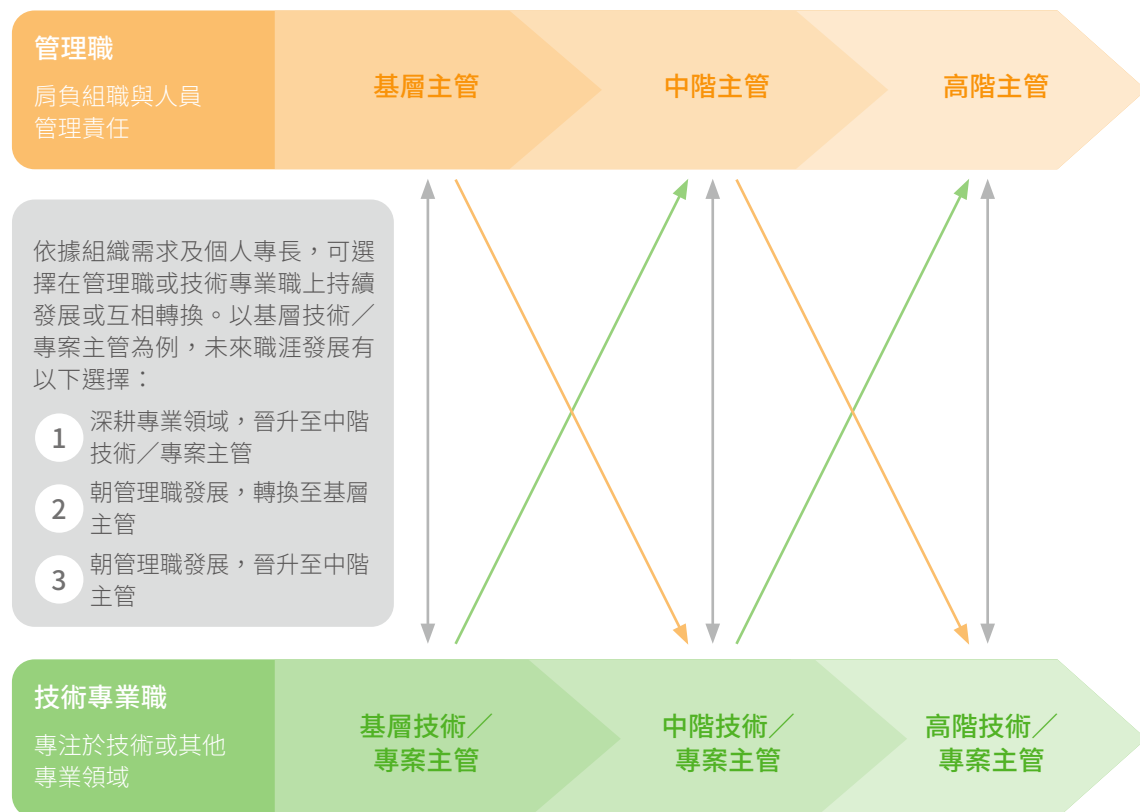 管理職
肩負組職與人員
管理責任
基層主管
中階主管
高階主管
依據組織需求及個人專長，可選
擇在管理職或技術專業職上持續
發展或互相轉換。以基層技術／
專案主管為例，未來職涯發展有
以下選擇：
1
深耕專業領域，晉升至中階
技術／專案主管
2
朝管理職發展，轉換至基層
主管
3
朝管理職發展，晉升至中階
主管
技術專業職
專注於技術或其他
專業領域
基層技術／
專案主管
中階技術／
專案主管
高階技術／
專案主管